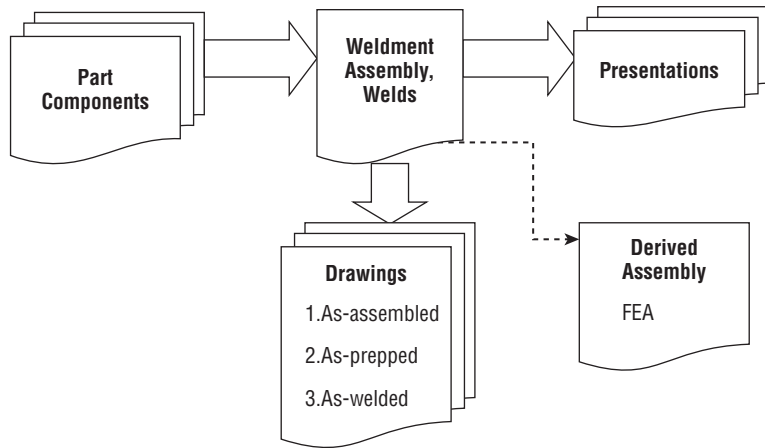 Part
Components
Weldment
Assembly,
Welds
Presentations
Drawings
1.As-assembled
2.As-prepped
3.As-welded
Derived
Assembly
FEA